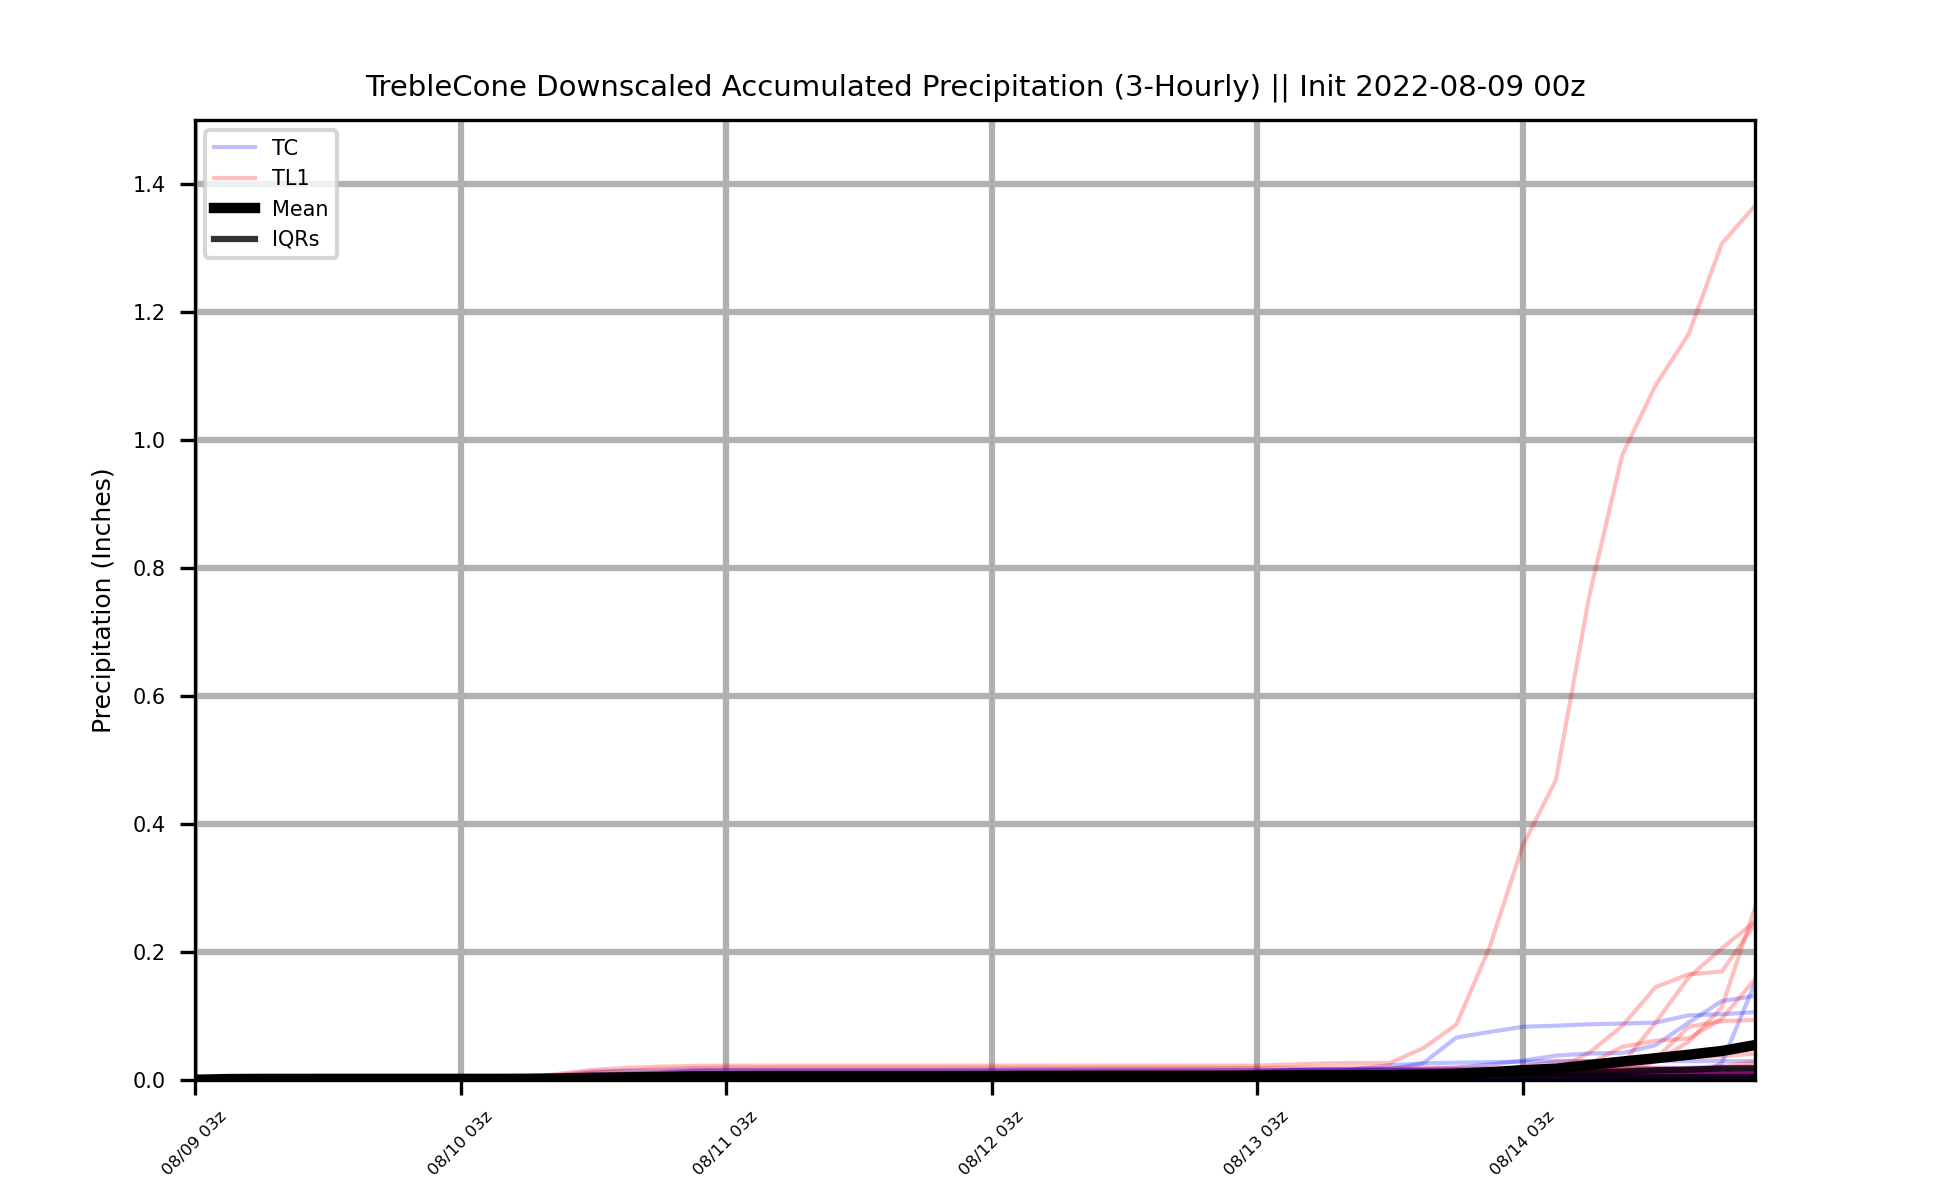 TrebleCone Downscaled Accumulated Precipitation (3-Hourly) || Init 2022-08-09 00z
TC
TL1
Mean
IQRs
Precipitation (Inches)
1.4
1.2
1.0
0.8
0.6
0.4
0.2
0.0
08/09 03z
08/10 03z
08/11 03z
08/12 03z
08/13 03z
08/14 03z